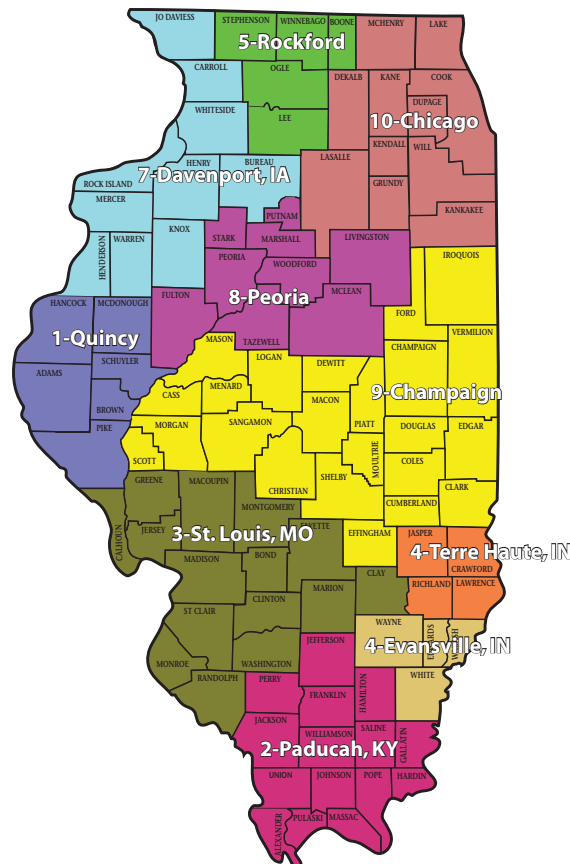 JO DAVIESS
STEPHENSON
WINNEBAGO
BOONE
MCHENRY
LAKE
5-Rockford
CARROLL
OGLE
DEKALB
KANE
COOK
DUPAGE
WHITESIDE
LEE
10-Chicago
KENDALL
WILL
LASALLE
HENRY
BUREAU
7-Davenport, IA
ROCK ISLAND
GRUNDY
MERCER
PUTNAM
KANKAKEE
KNOX
STARK
MARSHALL
LIVINGSTON
HENDERSON
WARREN
PEORIA
WOODFORD
IROQUOIS
FULTON
MCLEAN
8-Peoria
HANCOCK
MCDONOUGH
FORD
1-Quincy
MASON
TAZEWELL
VERMILION
CHAMPAIGN
LOGAN
SCHUYLER
DEWITT
ADAMS
MENARD
CASS
9-Champaign
MACON
BROWN
PIKE
MORGAN
SANGAMON
PIATT
DOUGLAS
EDGAR
MOULTRIE
SCOTT
COLES
SHELBY
GREENE
MACOUPIN
CHRISTIAN
CLARK
CUMBERLAND
MONTGOMERY
CALHOUN
JERSEY
3-St. Louis, MO
EFFINGHAM
JASPER
4-Terre Haute, IN
MADISON
BOND
CRAWFORD
CLAY
RICHLAND
LAWRENCE
MARION
CLINTON
ST CLAIR
WAYNE
JEFFERSON
4-Evansville, IN
MONROE
WASHINGTON
RANDOLPH
PERRY
HAMILTON
WHITE
FRANKLIN
JACKSON
WILLIAMSON
SALINE
GALLATIN
2-Paducah, KY
UNION
JOHNSON
POPE
HARDIN
ALEXANDER
PULASKI
MASSAC